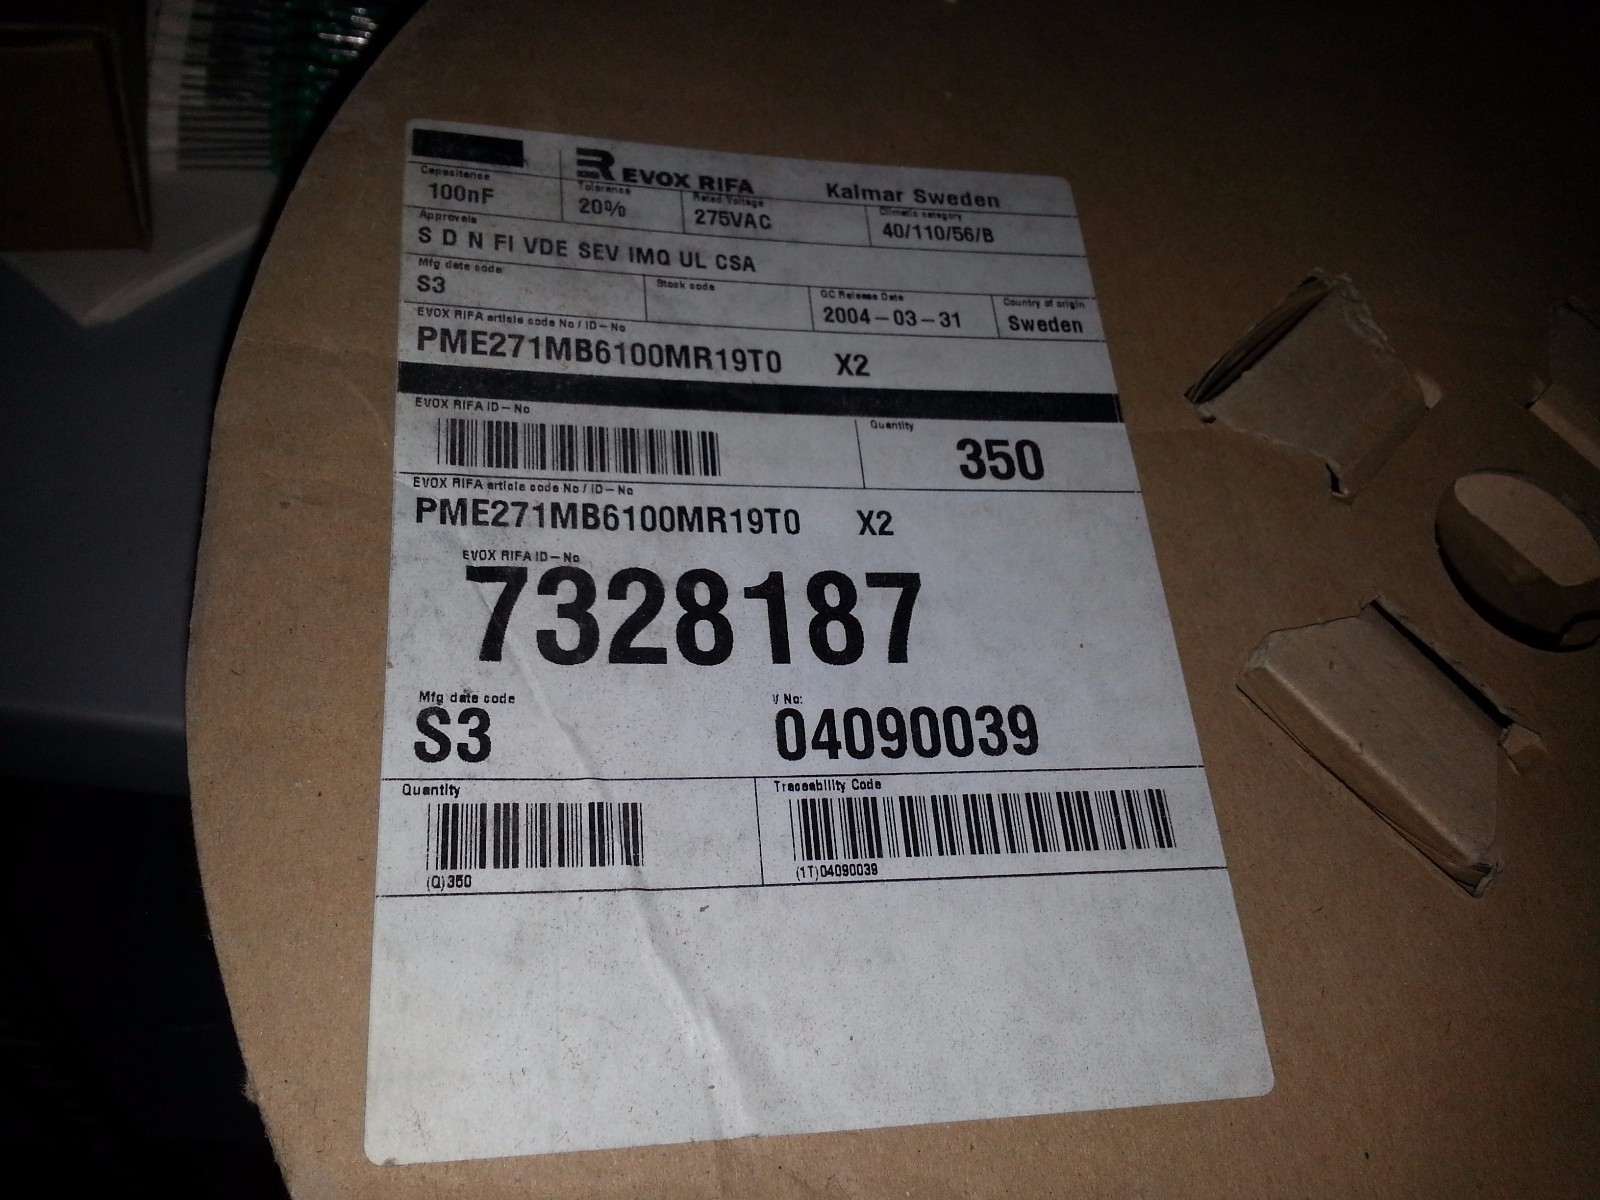 EVOX RIFA Kalmar Sweden
Capacitance Tolerance Rated Voltage Climatic category
100nF 20% 275VAC 40/110/56/B
Approvals
S D N FI VDE SEV IMQ UL CSA
Mfg date code Stock code QC Release Date Country of origin
S3 2004-03-31 Sweden
EVOX RIFA article code No / ID-No
PME271MB6100MR19T0 X2
EVOX RIFA ID-No Quantity
350
EVOX RIFA article code No / ID-No
PME271MB6100MR19T0 X2
EVOX RIFA ID-No
7328187
Mfg date code V No:
S3 04090039
Quantity Traceability Code
(Q)350 (1T)04090039